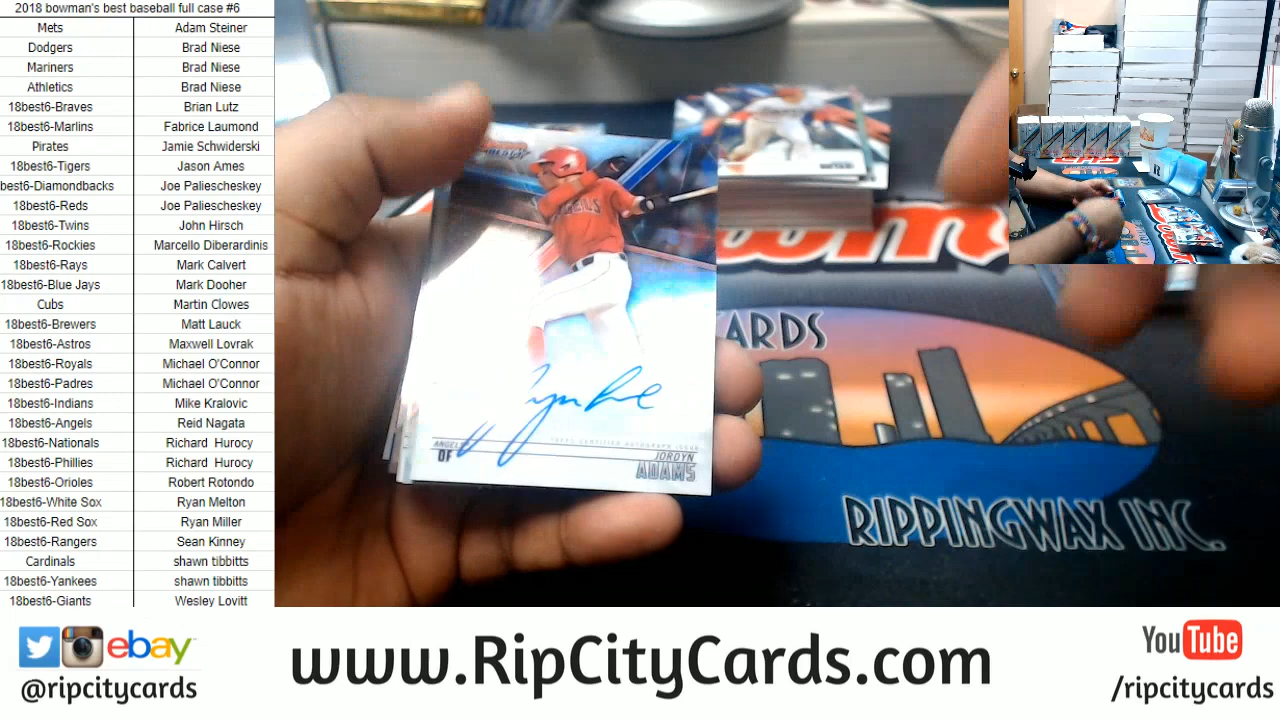 2018 bowman's best baseball full case #6
Mets Adam Steiner
Dodgers Brad Niese
Mariners Brad Niese
Athletics Brad Niese
18best6-Braves Brian Lutz
18best6-Marlins Fabrice Laumond
Pirates Jamie Schwiderski
18best6-Tigers Jason Ames
best6-Diamondbacks Joe Paliescheskey
18best6-Reds Joe Paliescheskey
18best6-Twins John Hirsch
18best6-Rockies Marcello Diberardinis
18best6-Rays Mark Calvert
18best6-Blue Jays Mark Dooher
Cubs Martin Clowes
18best6-Brewers Matt Lauck
18best6-Astros Maxwell Lovrak
18best6-Royals Michael O'Connor
18best6-Padres Michael O'Connor
18best6-Indians Mike Kralovic
18best6-Angels Reid Nagata
18best6-Nationals Richard Hurocy
18best6-Phillies Richard Hurocy
18best6-Orioles Robert Rotondo
18best6-White Sox Ryan Melton
18best6-Red Sox Ryan Miller
18best6-Rangers Sean Kinney
Cardinals shawn tibbitts
18best6-Yankees shawn tibbitts
18best6-Giants Wesley Lovitt
TOPPS CERTIFIED AUTOGRAPH ISSUE
ANGELS
OF
JORDYN
ADAMS
ARDS
RIPPINGWAX INC.
ebay
@ripcitycards
www.RipCityCards.com
YouTube
/ripcitycards